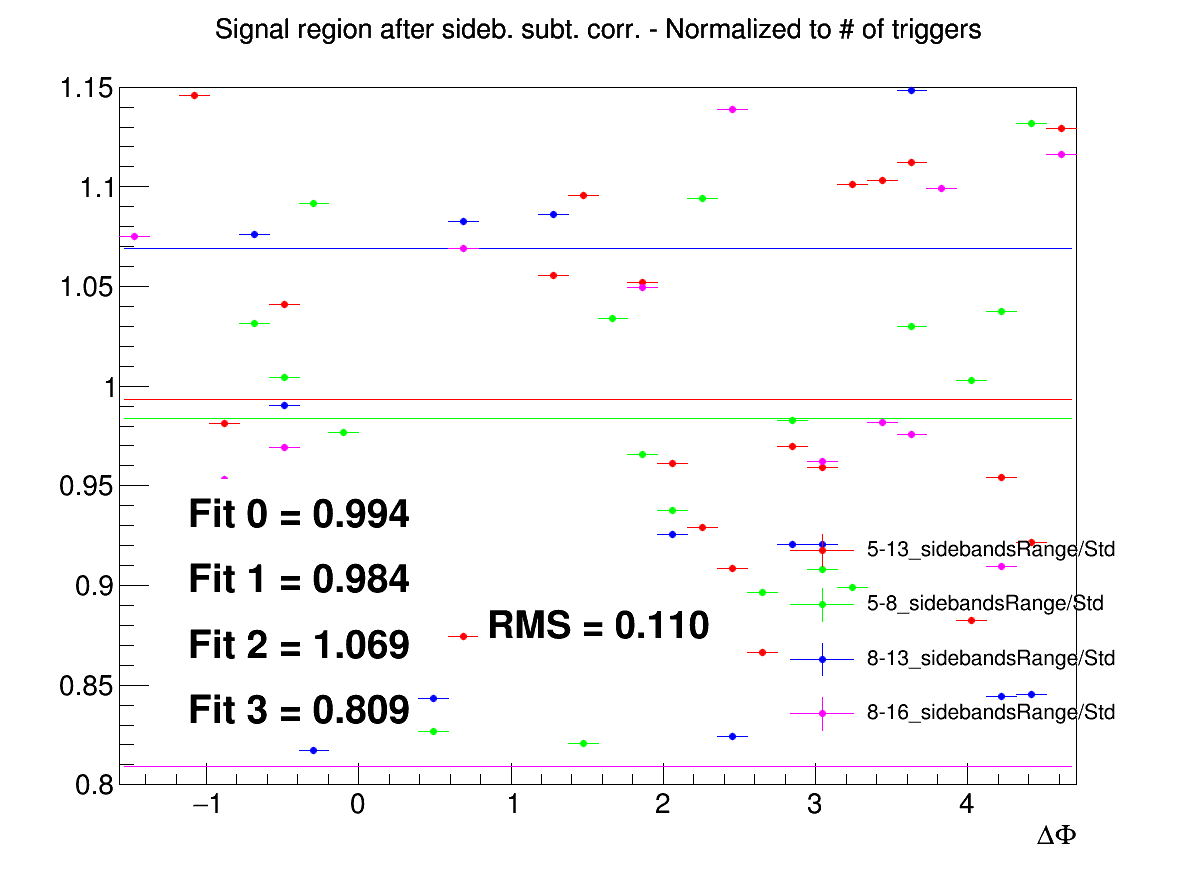 Signal region after sideb. subt. corr. - Normalized to # of triggers
1.15
1.1
1.05
1
0.95
0.9
0.85
0.8
Fit 0 = 0.994
Fit 1 = 0.984
Fit 2 = 1.069
Fit 3 = 0.809
RMS = 0.110
5-13_sidebandsRange/Std
5-8_sidebandsRange/Std
8-13_sidebandsRange/Std
8-16_sidebandsRange/Std
−1 0 1 2 3 4
ΔΦ